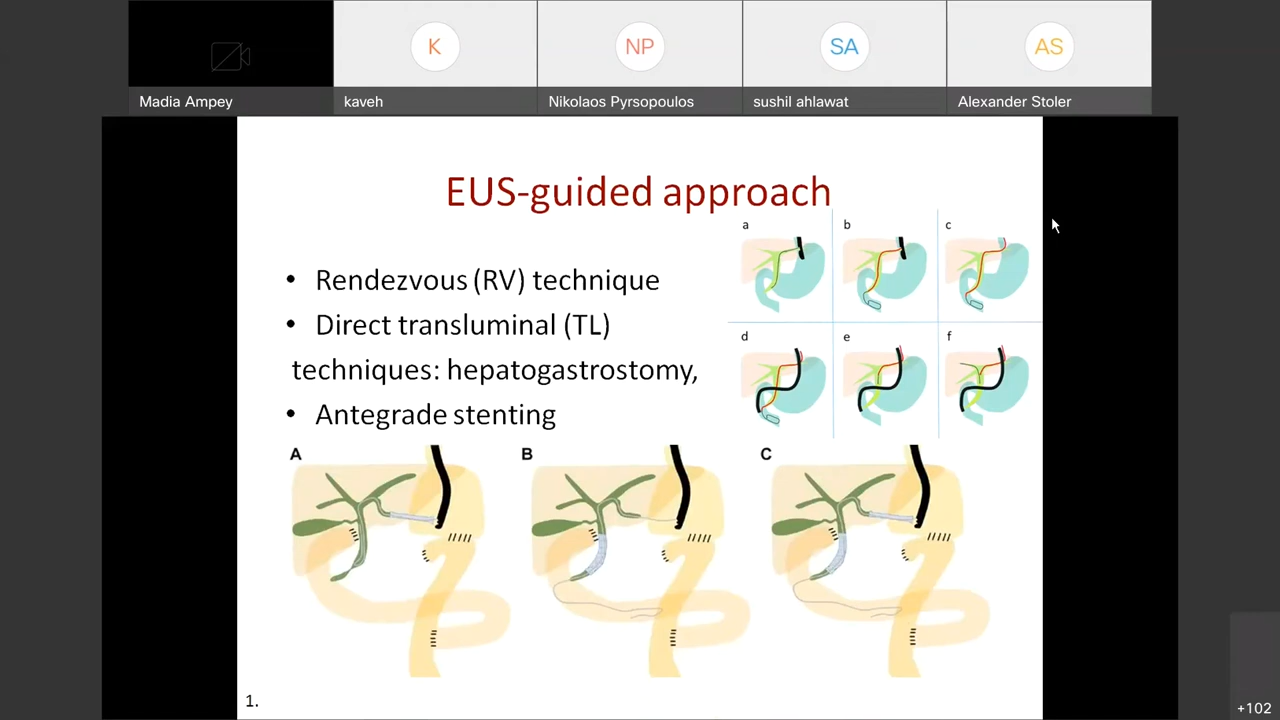 K
NP
SA
AS
Madia Ampey
kaveh
Nikolaos Pyrsopoulos
sushil ahlawat
Alexander Stoler
EUS-guided approach
a
b
c
• Rendezvous (RV) technique
• Direct transluminal (TL)
techniques: hepatogastrostomy,
• Antegrade stenting
d
e
f
A
B
C
1.
+102